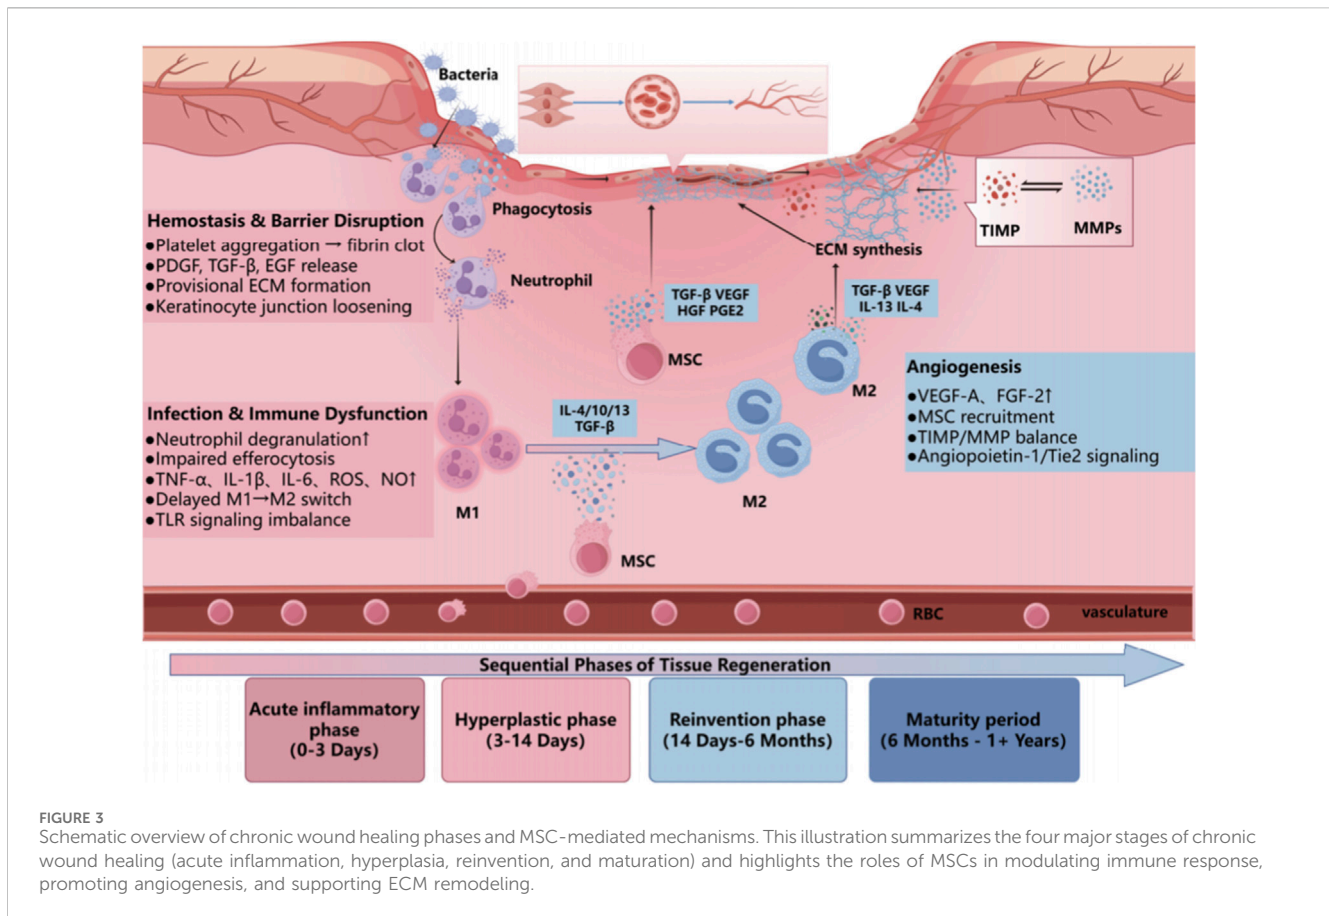 Bacteria
Phagocytosis
Neutrophil
Hemostasis & Barrier Disruption
●Platelet aggregation → fibrin clot
●PDGF, TGF-β, EGF release
●Provisional ECM formation
●Keratinocyte junction loosening
TIMP
MMPs
ECM synthesis
TGF-β VEGF
HGF PGE2
MSC
TGF-β VEGF
IL-13 IL-4
M2
Infection & Immune Dysfunction
●Neutrophil degranulation↑
●Impaired efferocytosis
●TNF-α、IL-1β、IL-6、ROS、NO↑
●Delayed M1→M2 switch
●TLR signaling imbalance
M1
IL-4/10/13
TGF-β
MSC
M2
Angiogenesis
●VEGF-A、FGF-2↑
●MSC recruitment
●TIMP/MMP balance
●Angiopoietin-1/Tie2 signaling
RBC
vasculature
Sequential Phases of Tissue Regeneration
Acute inflammatory
phase
(0-3 Days)
Hyperplastic phase
(3-14 Days)
Reinvention phase
(14 Days-6 Months)
Maturity period
(6 Months - 1+ Years)
FIGURE 3
Schematic overview of chronic wound healing phases and MSC-mediated mechanisms. This illustration summarizes the four major stages of chronic
wound healing (acute inflammation, hyperplasia, reinvention, and maturation) and highlights the roles of MSCs in modulating immune response,
promoting angiogenesis, and supporting ECM remodeling.